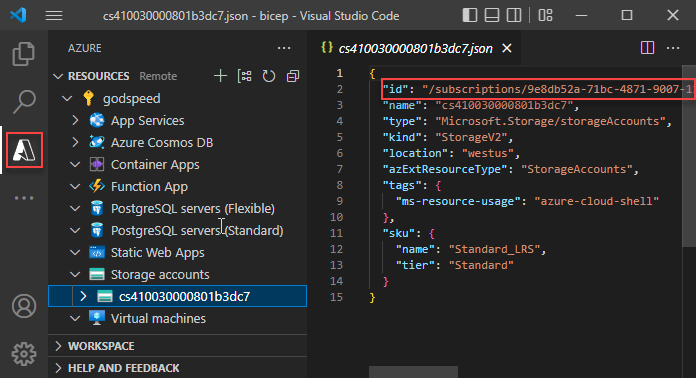 cs410030000801b3dc7.json - bicep - Visual Studio Code
AZURE
RESOURCES Remote
godspeed
App Services
Azure Cosmos DB
Container Apps
Function App
PostgreSQL servers (Flexible)
PostgreSQL servers (Standard)
Static Web Apps
Storage accounts
cs410030000801b3dc7
Virtual machines
WORKSPACE
HELP AND FEEDBACK
{} cs410030000801b3dc7.json
1 {
2 "id": "/subscriptions/9e8db52a-71bc-4871-9007-1
3 "name": "cs410030000801b3dc7",
4 "type": "Microsoft.Storage/storageAccounts",
5 "kind": "StorageV2",
6 "location": "westus",
7 "azExtResourceType": "StorageAccounts",
8 "tags": {
9 "ms-resource-usage": "azure-cloud-shell"
10 },
11 "sku": {
12 "name": "Standard_LRS",
13 "tier": "Standard"
14 }
15 }